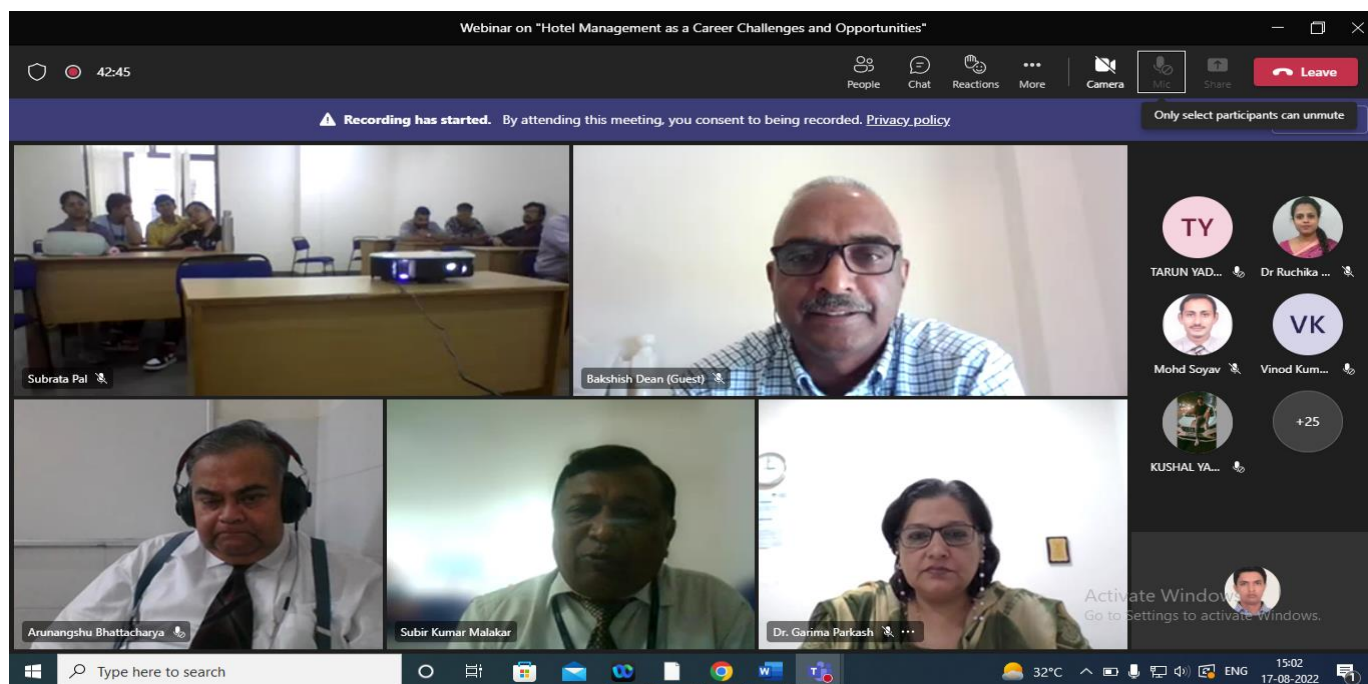 Webinar on "Hotel Management as a Career Challenges and Opportunities"
42:45
People
Chat
Reactions
More
Camera
Mic
Share
Leave
Recording has started. By attending this meeting, you consent to being recorded. Privacy policy
Only select participants can unmute
Subrata Pal
Bakshish Dean (Guest)
TY
TARUN YAD...
Dr Ruchika ...
Mohd Soyav
VK
Vinod Kum...
KUSHAL YA...
+25
Arunangshu Bhattacharya
Subir Kumar Malakar
Dr. Garima Parkash
Activate Windows
Go to Settings to activate Windows.
Type here to search
32°C
ENG
15:02
17-08-2022
1